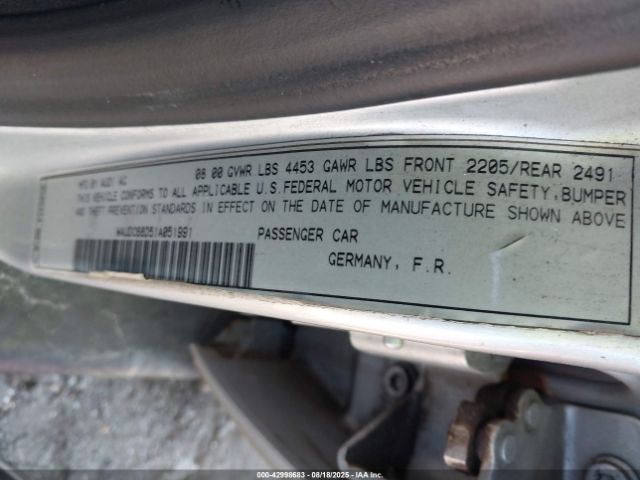 MFD.BY AUDI AG 08 00 GVWR LBS 4453 GAWR LBS FRONT 2205/REAR 2491
THIS VEHICLE CONFORMS TO ALL APPLICABLE U.S.FEDERAL MOTOR VEHICLE SAFETY,BUMPER
AND THEFT PREVENTION STANDARDS IN EFFECT ON THE DATE OF MANUFACTURE SHOWN ABOVE
PASSENGER CAR
GERMANY, F.R.
000-42998683 - 08/18/2025 - IAAI.COM